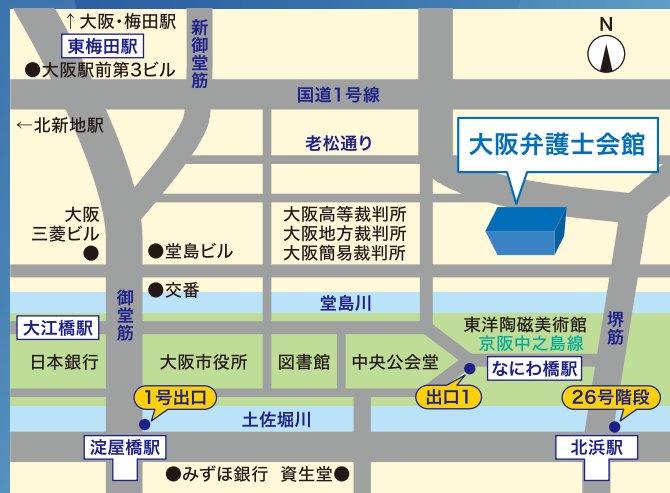 ↑大阪・梅田駅
東梅田駅
●大阪駅前第3ビル
新御堂筋
N
国道1号線
←北新地駅
老松通り
大阪弁護士会館
大阪
三菱ビル
●堂島ビル
大阪高等裁判所
大阪地方裁判所
大阪簡易裁判所
●交番
御堂筋
堂島川
堺筋
大江橋駅
東洋陶磁美術館
京阪中之島線
なにわ橋駅
日本銀行
大阪市役所
図書館
中央公会堂
1号出口
出口1
26号階段
土佐堀川
淀屋橋駅
北浜駅
●みずほ銀行
資生堂●